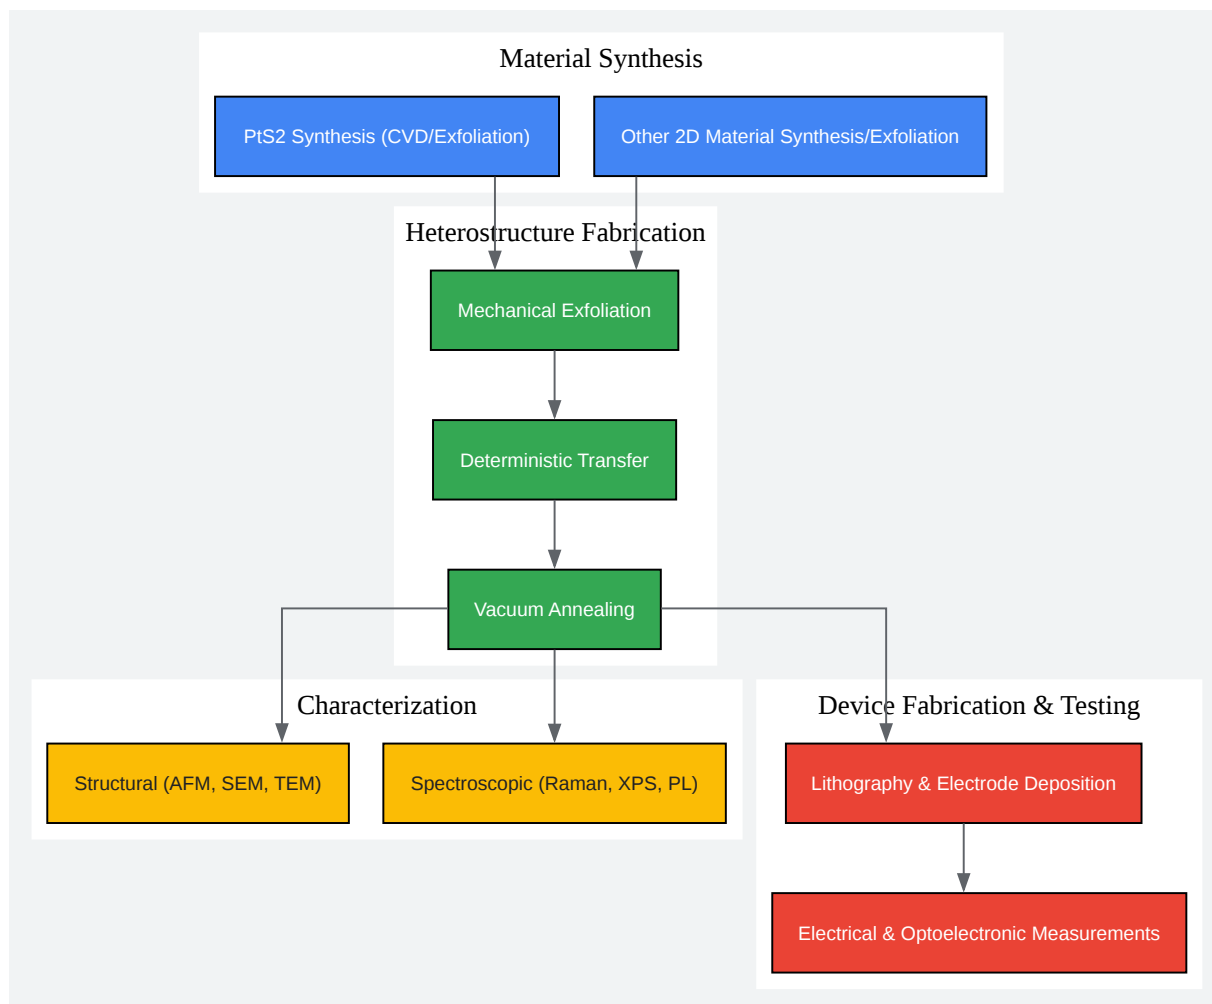 Material Synthesis
PtS2 Synthesis (CVD/Exfoliation)
Other 2D Material Synthesis/Exfoliation
Heterostructure Fabrication
Mechanical Exfoliation
Deterministic Transfer
Vacuum Annealing
Characterization
Structural (AFM, SEM, TEM)
Spectroscopic (Raman, XPS, PL)
Device Fabrication & Testing
Lithography & Electrode Deposition
Electrical & Optoelectronic Measurements